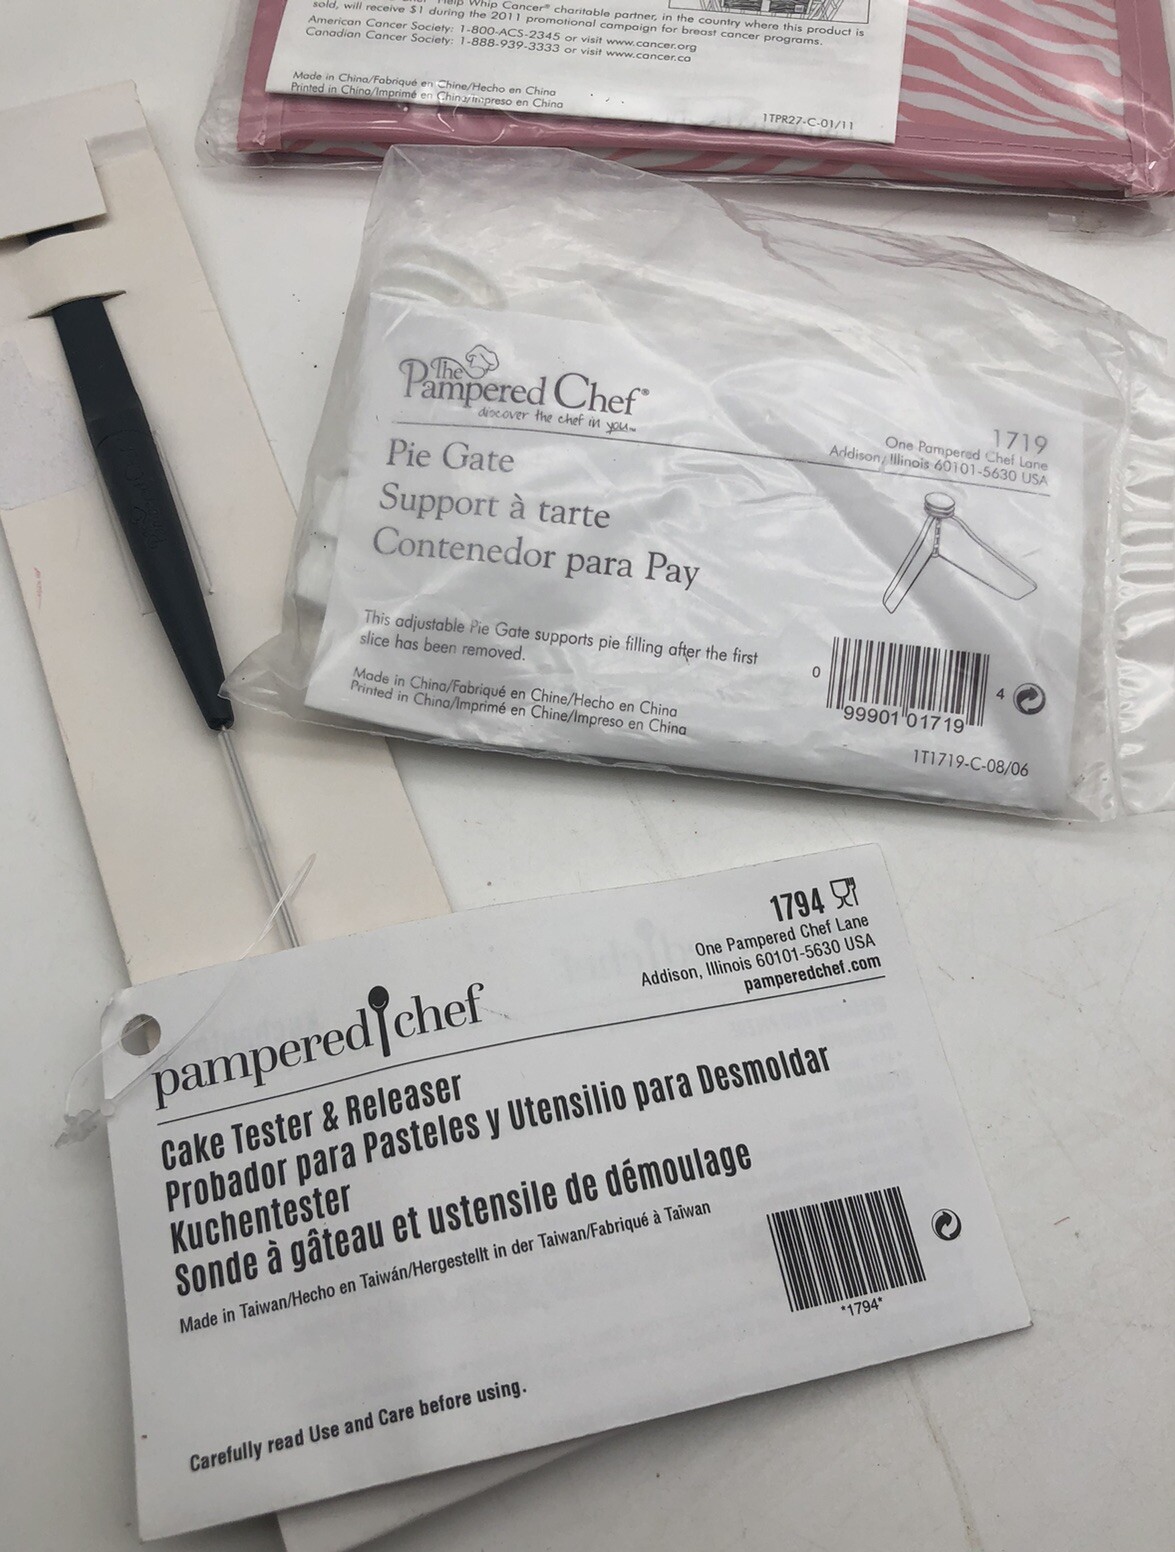 Help Whip Cancer® charitable partner, in the country where this product is
sold, will receive $1 during the 2011 promotional campaign for breast cancer programs.
American Cancer Society: 1-800-ACS-2345 or visit www.cancer.org
Canadian Cancer Society: 1-888-939-3333 or visit www.cancer.ca
Made in China/Fabriqué en Chine/Hecho en China
Printed in China/Imprimé en Chine/Impreso en China
1TPR27-C-01/11
The
Pampered Chef®
discover the chef in you™
1719
One Pampered Chef Lane
Addison, Illinois 60101-5630 USA
Pie Gate
Support à tarte
Contenedor para Pay
This adjustable Pie Gate supports pie filling after the first
slice has been removed.
Made in China/Fabriqué en Chine/Hecho en China
Printed in China/Imprimé en Chine/Impreso en China
0 99901 01719 4
1T1719-C-08/06
1794
One Pampered Chef Lane
Addison, Illinois 60101-5630 USA
pamperedchef.com
pampered chef
Cake Tester & Releaser
Probador para Pasteles y Utensilio para Desmoldar
Kuchentester
Sonde à gâteau et ustensile de démoulage
Made in Taiwan/Hecho en Taiwán/Hergestellt in der Taiwan/Fabriqué à Taïwan
*1794*
Carefully read Use and Care before using.